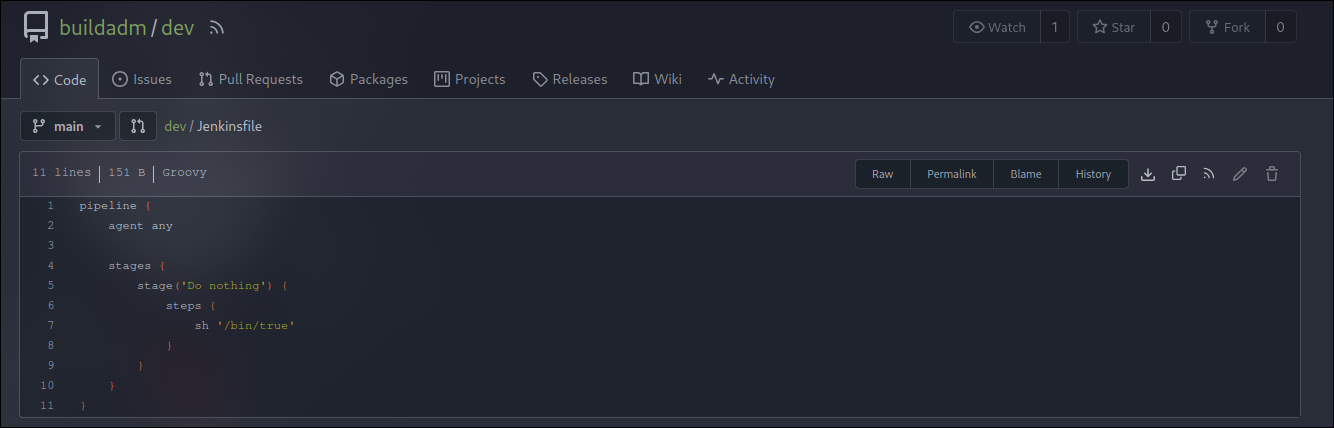 buildadm/dev Watch 1 Star 0 Fork 0
Code Issues Pull Requests Packages Projects Releases Wiki Activity
main dev/Jenkinsfile
11 lines | 151 B | Groovy Raw Permalink Blame History
1 pipeline {
2     agent any
3
4     stages {
5         stage('Do nothing') {
6             steps {
7                 sh '/bin/true'
8             }
9         }
10     }
11 }